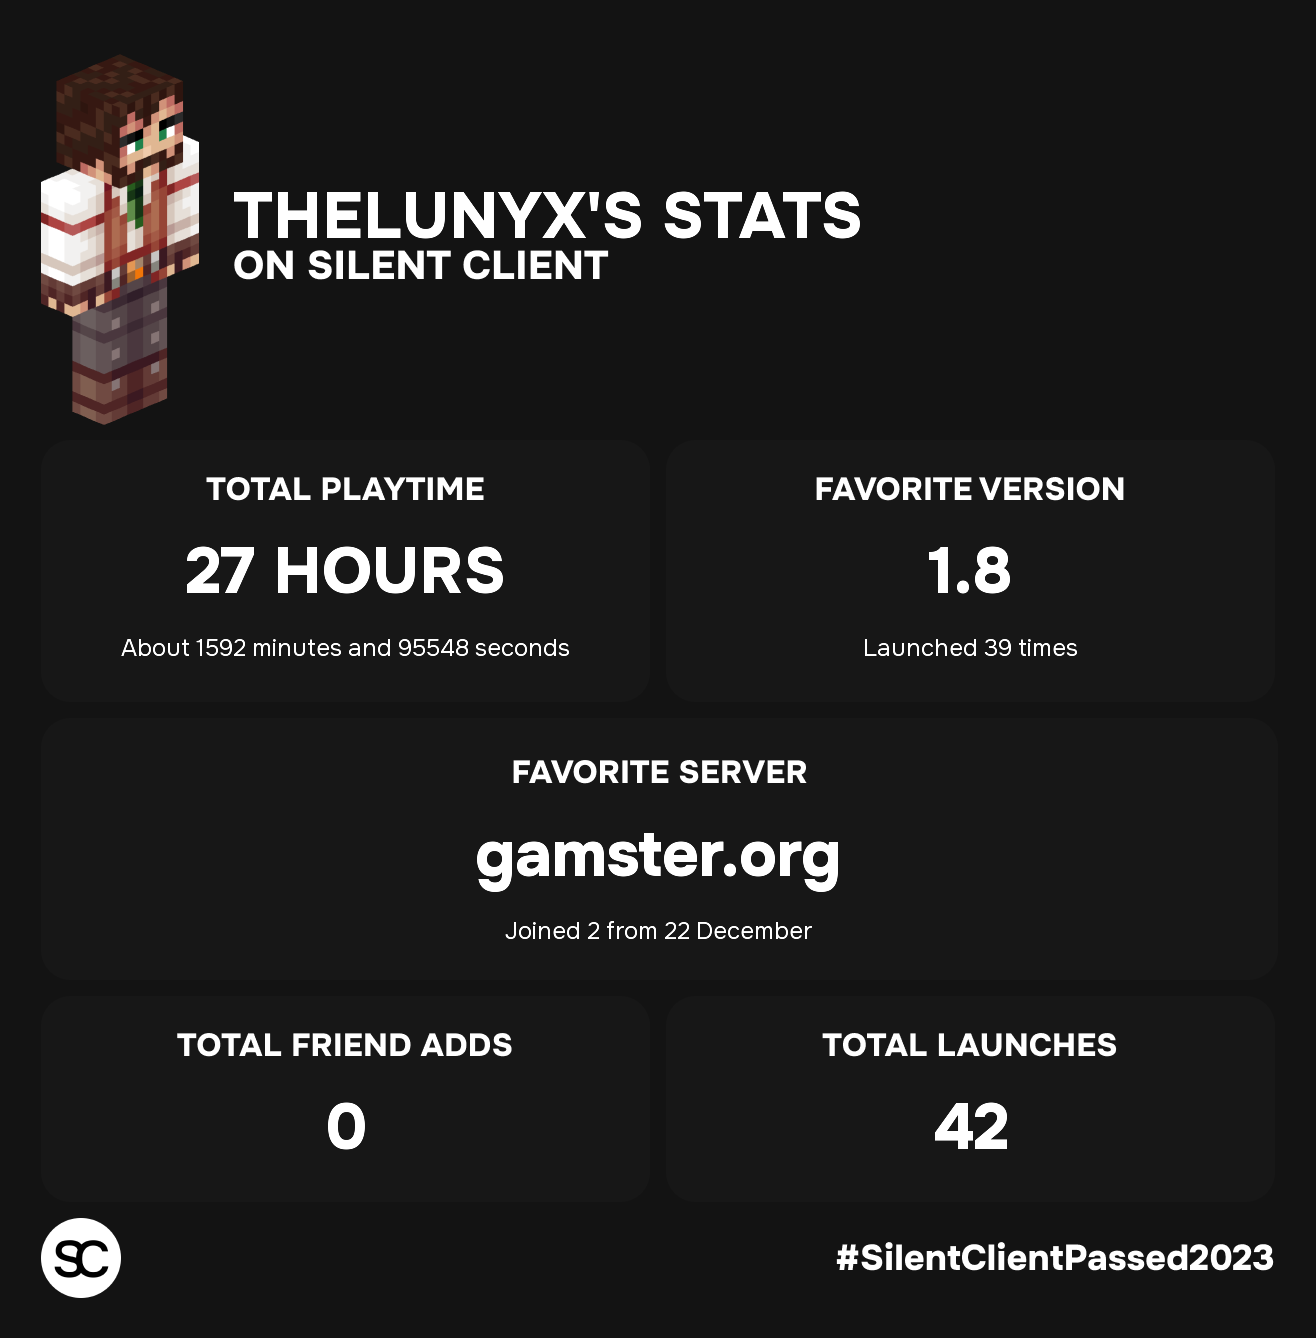 THELUNYX'S STATS
ON SILENT CLIENT
TOTAL PLAYTIME
27 HOURS
About 1592 minutes and 95548 seconds
FAVORITE VERSION
1.8
Launched 39 times
FAVORITE SERVER
gamster.org
Joined 2 from 22 December
TOTAL FRIEND ADDS
0
TOTAL LAUNCHES
42
SC
#SilentClientPassed2023